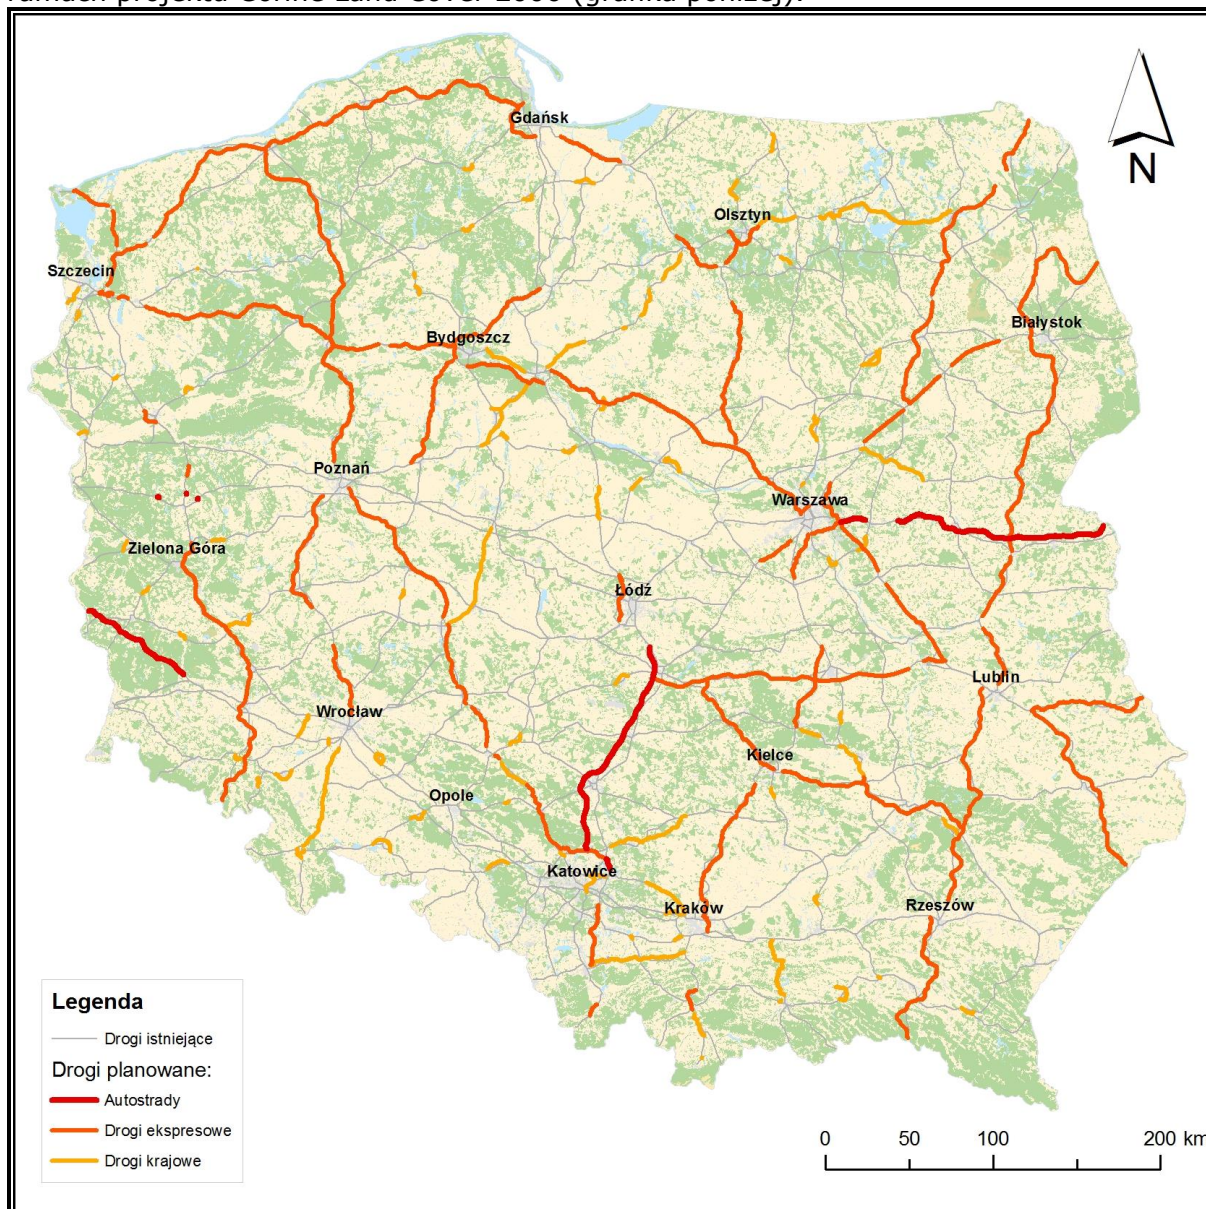 ramach projektu Corine Land Cover 2006 (grafika poniżej).
Gdańsk
N
Olsztyn
Szczecin
Białystok
Bydgoszcz
Poznań
Warszawa
Zielona Góra
Łódź
Lublin
Wrocław
Kielce
Opole
Katowice
Kraków
Rzeszów
Legenda
Drogi istniejące
Drogi planowane:
Autostrady
Drogi ekspresowe
Drogi krajowe
0 50 100 200 km